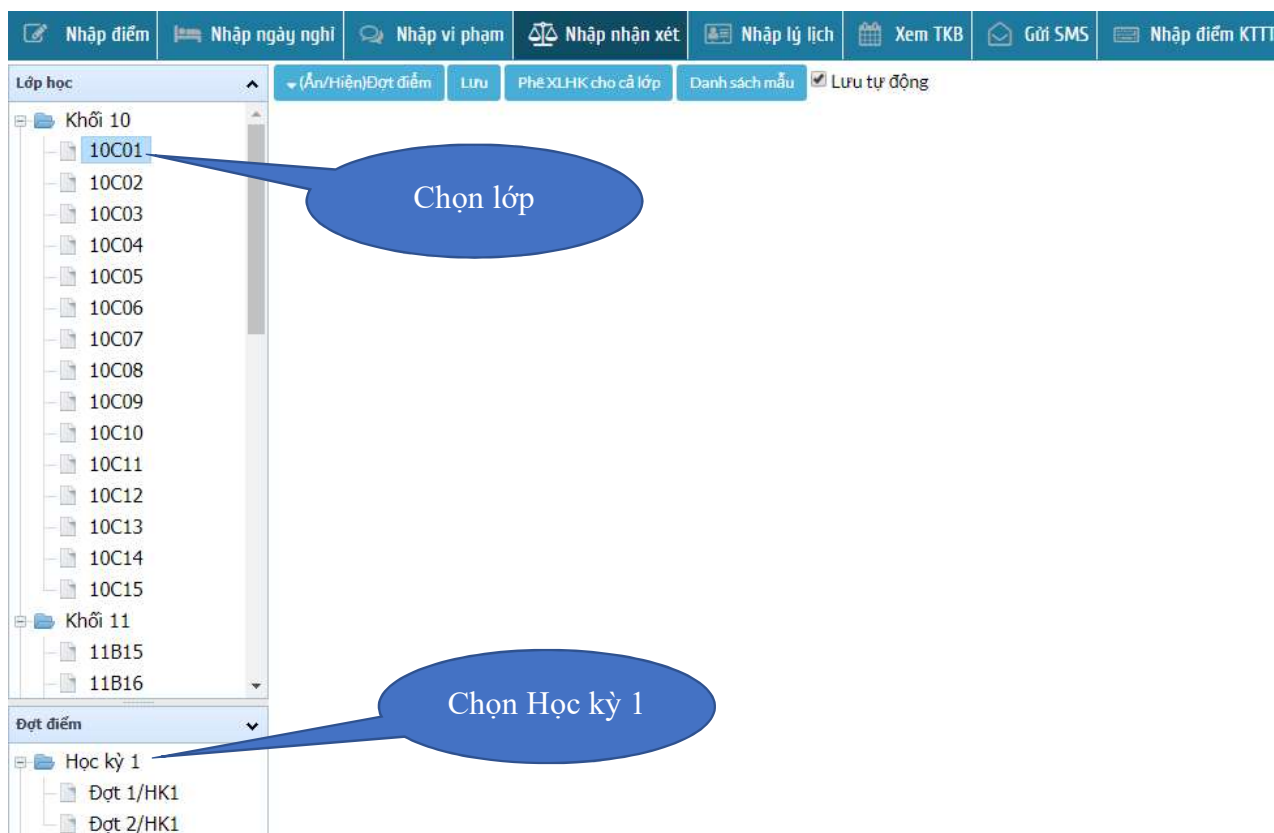 Nhập điểm Nhập ngày nghỉ Nhập vi phạm Nhập nhận xét Nhập lý lịch Xem TKB Gửi SMS Nhập điểm KTTT
Lớp học
(Ẩn/Hiện)Đợt điểm Lưu Phê XLHK cho cả lớp Danh sách mẫu Lưu tự động
Khối 10
10C01
10C02
10C03
10C04
10C05
10C06
10C07
10C08
10C09
10C10
10C11
10C12
10C13
10C14
10C15
Khối 11
11B15
11B16
Chọn lớp
Đợt điểm
Học kỳ 1
Đợt 1/HK1
Đợt 2/HK1
Chọn Học kỳ 1